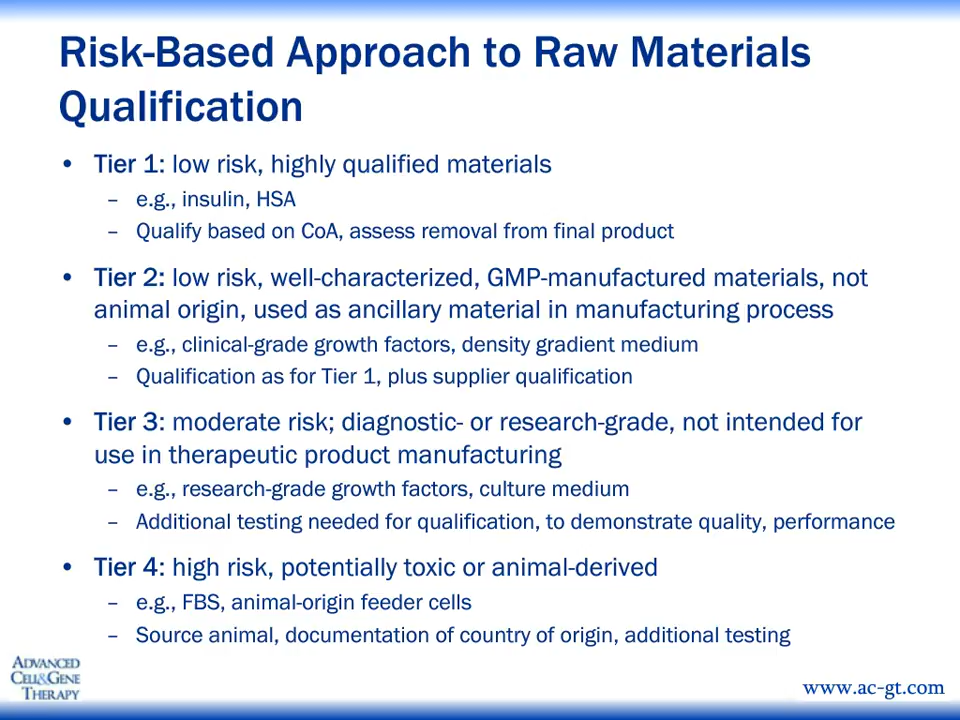 Risk-Based Approach to Raw Materials
Qualification
• Tier 1: low risk, highly qualified materials
– e.g., insulin, HSA
– Qualify based on CoA, assess removal from final product
• Tier 2: low risk, well-characterized, GMP-manufactured materials, not
animal origin, used as ancillary material in manufacturing process
– e.g., clinical-grade growth factors, density gradient medium
– Qualification as for Tier 1, plus supplier qualification
• Tier 3: moderate risk; diagnostic- or research-grade, not intended for
use in therapeutic product manufacturing
– e.g., research-grade growth factors, culture medium
– Additional testing needed for qualification, to demonstrate quality, performance
• Tier 4: high risk, potentially toxic or animal-derived
– e.g., FBS, animal-origin feeder cells
– Source animal, documentation of country of origin, additional testing
ADVANCED
CELL&GENE
THERAPY
www.ac-gt.com